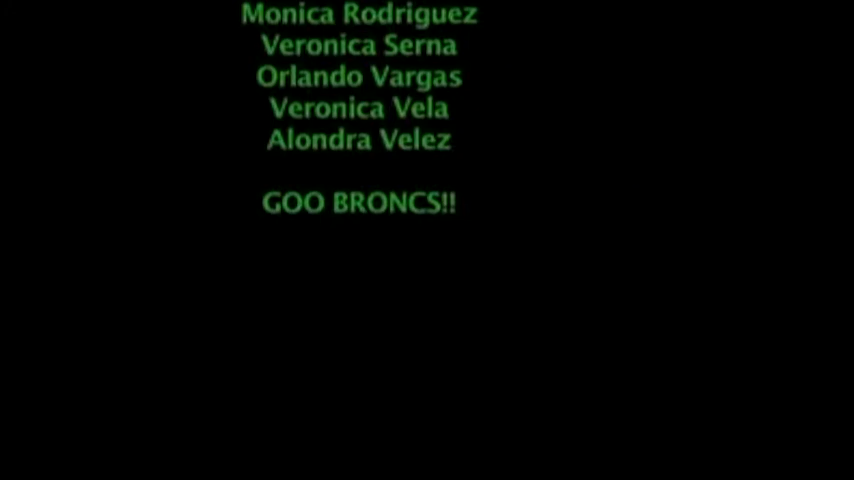 Monica Rodriguez
Veronica Serna
Orlando Vargas
Veronica Vela
Alondra Velez
GOO BRONCS!!